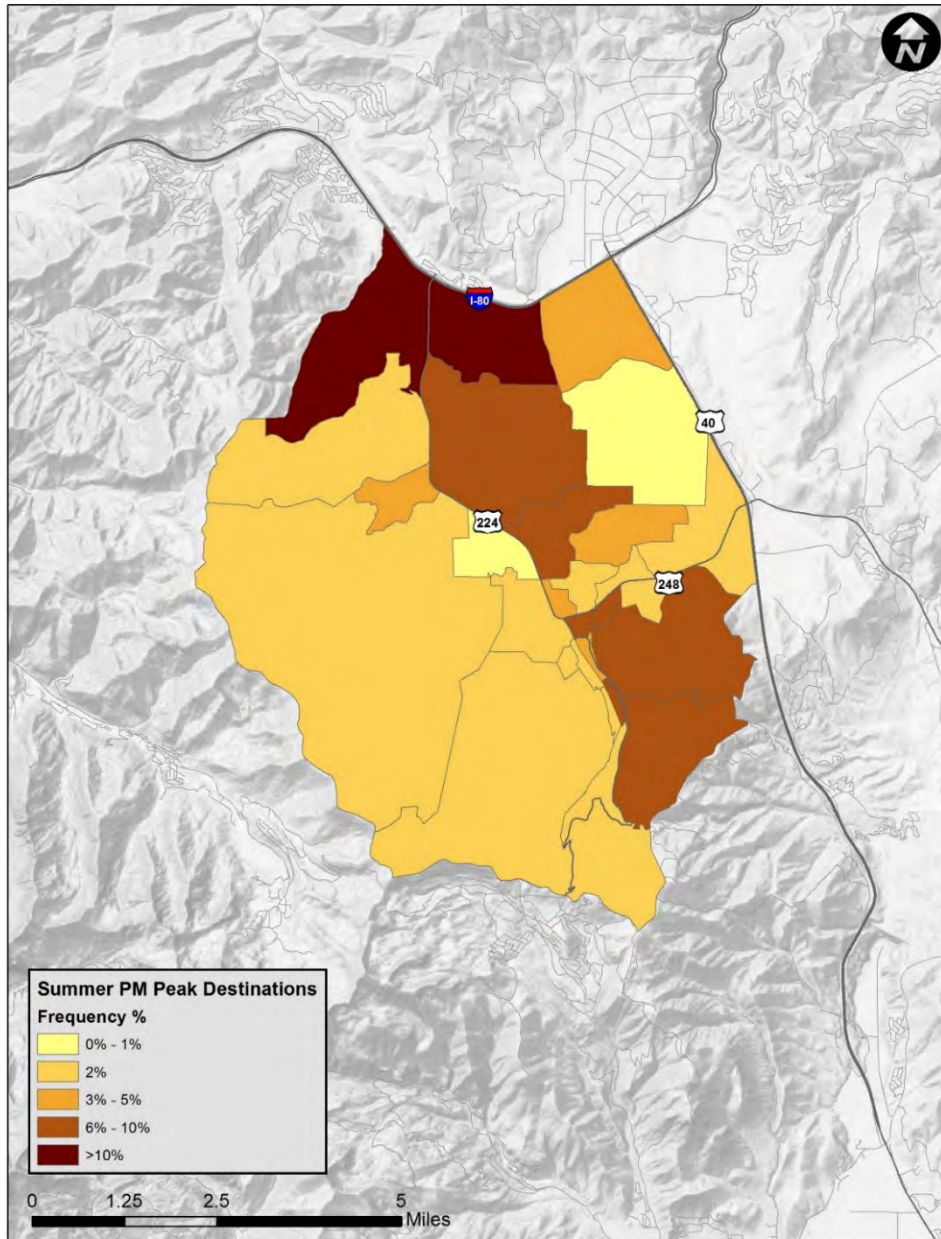 N
I-80
40
224
248
Summer PM Peak Destinations
Frequency %
0% - 1%
2%
3% - 5%
6% - 10%
>10%
0 1.25 2.5 5
Miles